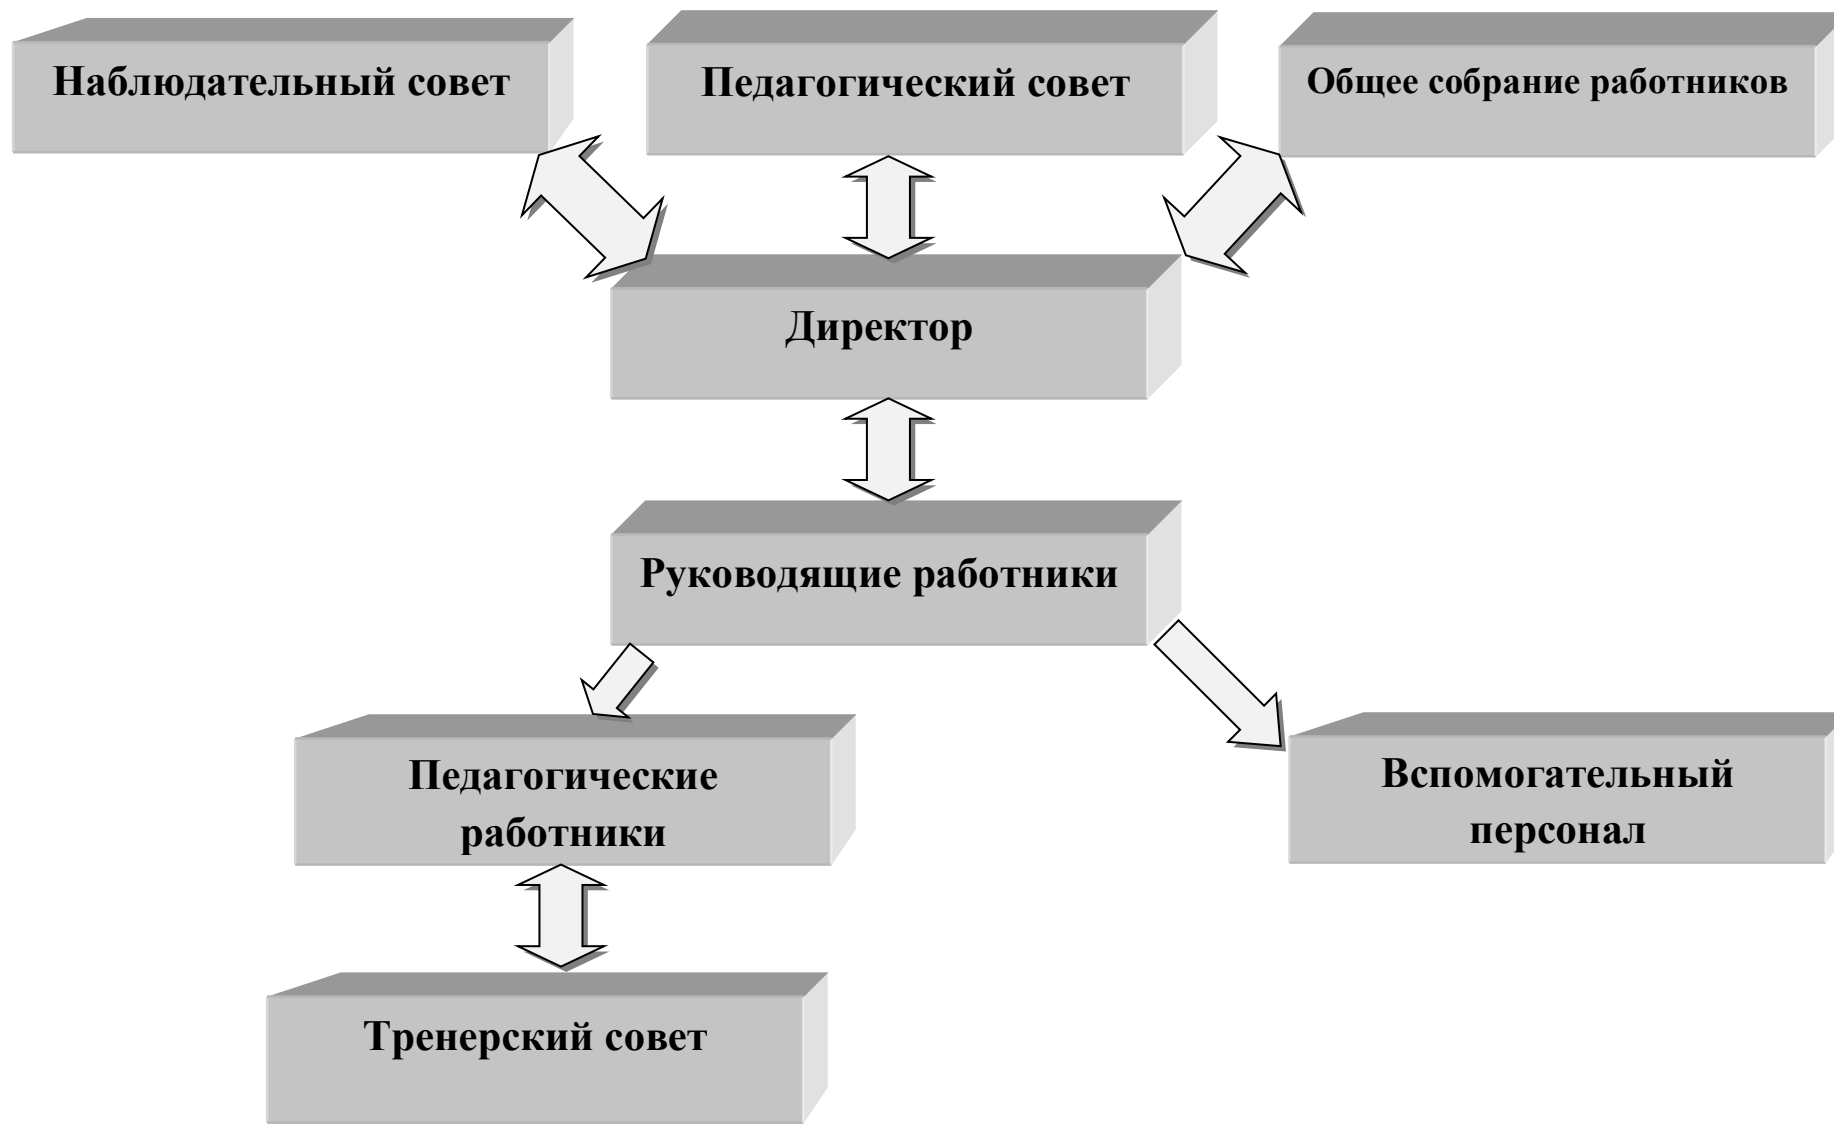 Наблюдательный совет
Педагогический совет
Общее собрание работников
Директор
Руководящие работники
Педагогические
работники
Вспомогательный
персонал
Тренерский совет